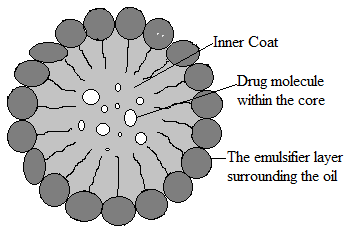 Inner Coat
Drug molecule
within the core
The emulsifier layer
surrounding the oil